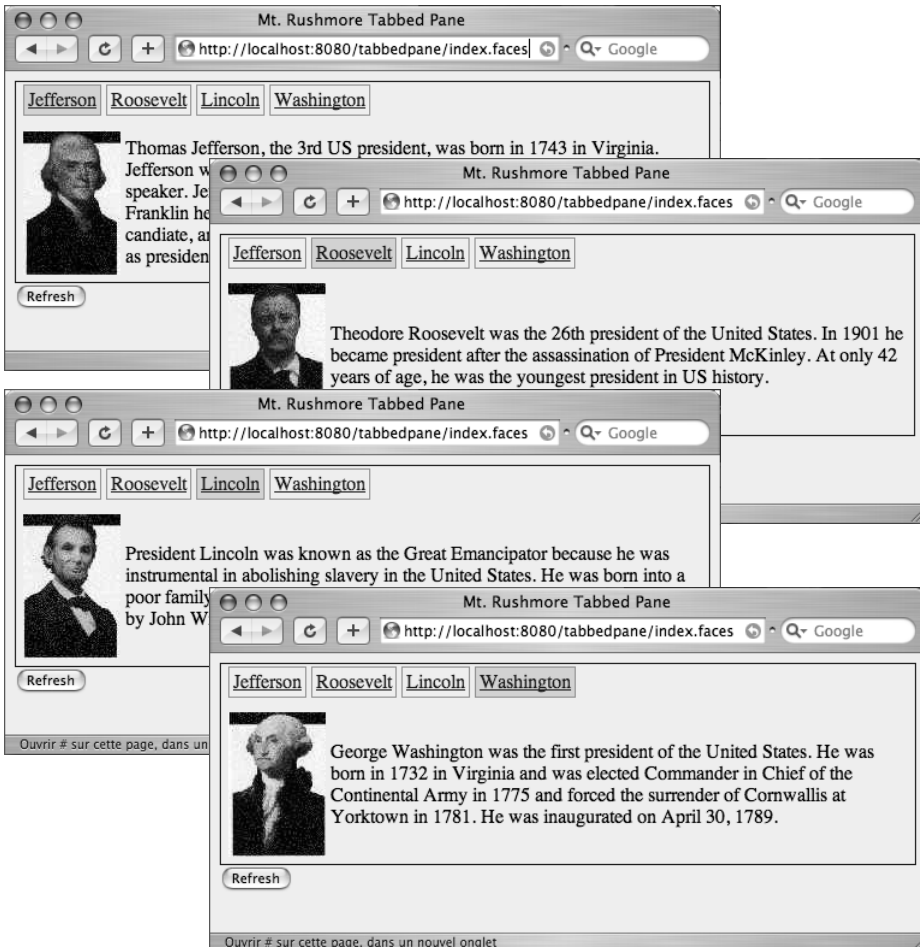 Mt. Rushmore Tabbed Pane
http://localhost:8080/tabbedpane/index.faces
Google
Jefferson Roosevelt Lincoln Washington
Thomas Jefferson, the 3rd US president, was born in 1743 in Virginia.
Jefferson w
speaker. Je
Franklin he
candiate, a
as presiden
Refresh
Mt. Rushmore Tabbed Pane
http://localhost:8080/tabbedpane/index.faces
Google
Jefferson Roosevelt Lincoln Washington
Theodore Roosevelt was the 26th president of the United States. In 1901 he
became president after the assassination of President McKinley. At only 42
years of age, he was the youngest president in US history.
Mt. Rushmore Tabbed Pane
http://localhost:8080/tabbedpane/index.faces
Google
Jefferson Roosevelt Lincoln Washington
President Lincoln was known as the Great Emancipator because he was
instrumental in abolishing slavery in the United States. He was born into a
poor family
by John W
Refresh
Ouvrir # sur cette page, dans un
Mt. Rushmore Tabbed Pane
http://localhost:8080/tabbedpane/index.faces
Google
Jefferson Roosevelt Lincoln Washington
George Washington was the first president of the United States. He was
born in 1732 in Virginia and was elected Commander in Chief of the
Continental Army in 1775 and forced the surrender of Cornwallis at
Yorktown in 1781. He was inaugurated on April 30, 1789.
Refresh
Ouvrir # sur cette page, dans un nouvel onglet